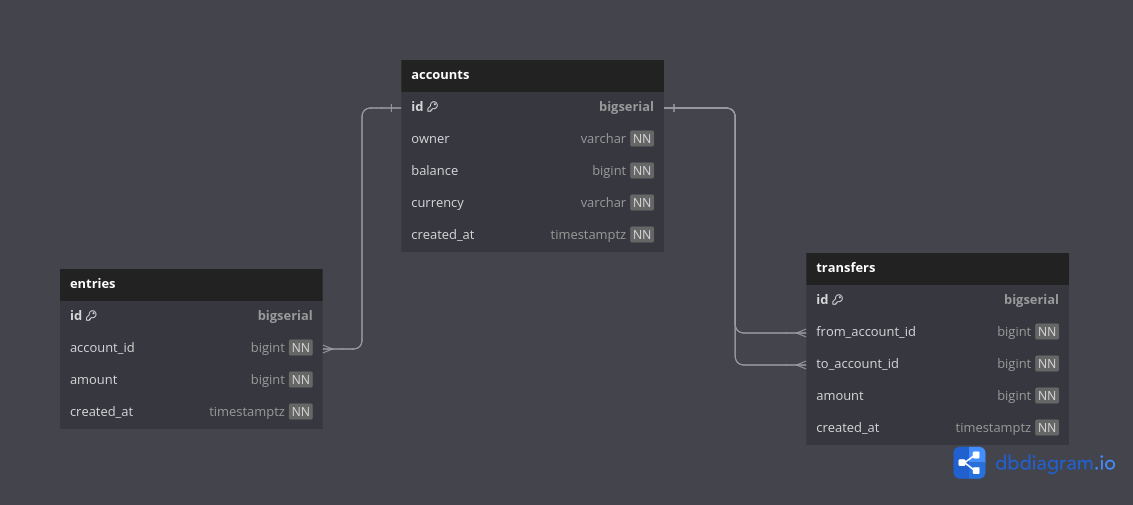 accounts
id bigserial
owner varchar NN
balance bigint NN
currency varchar NN
created_at timestamptz NN
entries
id bigserial
account_id bigint NN
amount bigint NN
created_at timestamptz NN
transfers
id bigserial
from_account_id bigint NN
to_account_id bigint NN
amount bigint NN
created_at timestamptz NN
dbdiagram.io